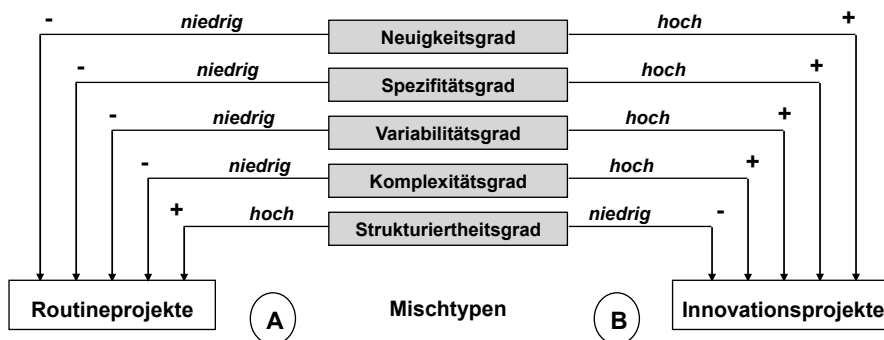 - niedrig Neuigkeitsgrad hoch +
- niedrig Spezifitätsgrad hoch +
- niedrig Variabilitätsgrad hoch +
- niedrig Komplexitätsgrad hoch +
+ hoch Strukturiertheitsgrad niedrig -
Routineprojekte A Mischtypen B Innovationsprojekte